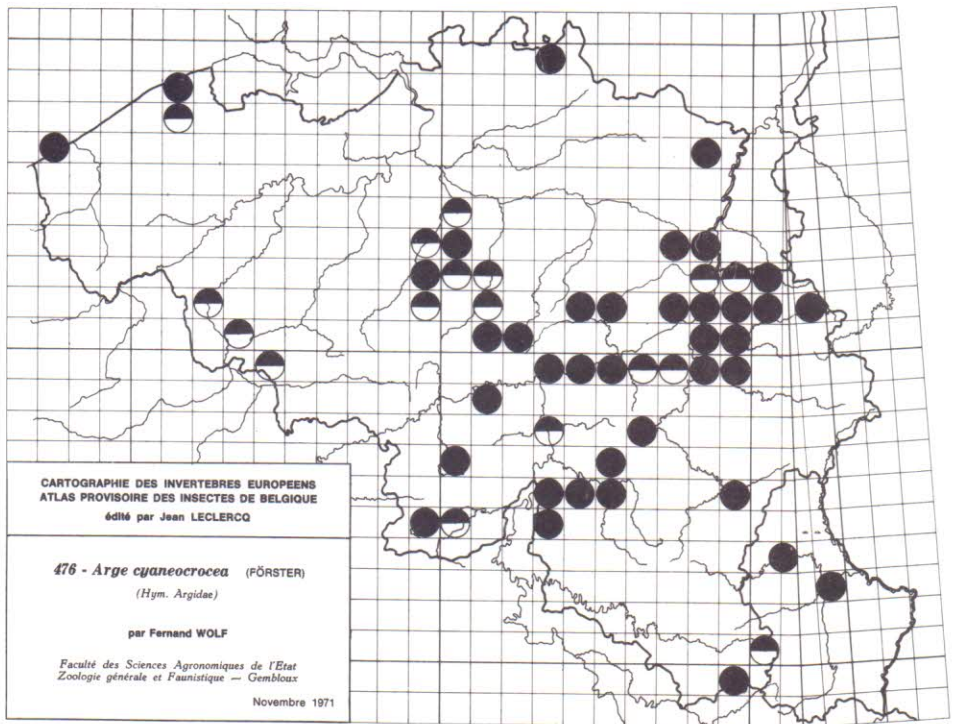 CARTOGRAPHIE DES INVERTEBRES EUROPEENS
ATLAS PROVISOIRE DES INSECTES DE BELGIQUE
édité par Jean LECLERCQ
476 - Arge cyaneocrocea (FÖRSTER)
(Hym. Argidae)
par Fernand WOLF
Faculté des Sciences Agronomiques de l'Etat
Zoologie générale et Faunistique — Gembloux
Novembre 1971